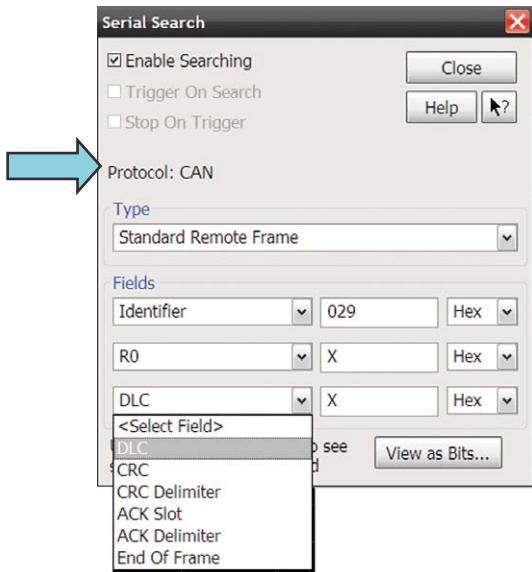 Serial Search
Enable Searching
Close
Trigger On Search
Help ?
Stop On Trigger
Protocol: CAN
Type
Standard Remote Frame
Fields
Identifier 029 Hex
R0 X Hex
DLC X Hex
<Select Field>
DLC
see
View as Bits...
CRC
CRC Delimiter
ACK Slot
ACK Delimiter
End Of Frame